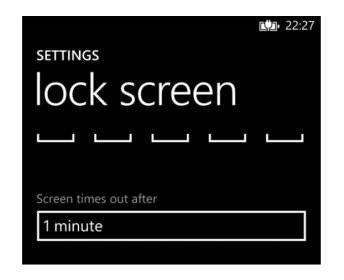 22:27
SETTINGS
lock screen
Screen times out after
1 minute